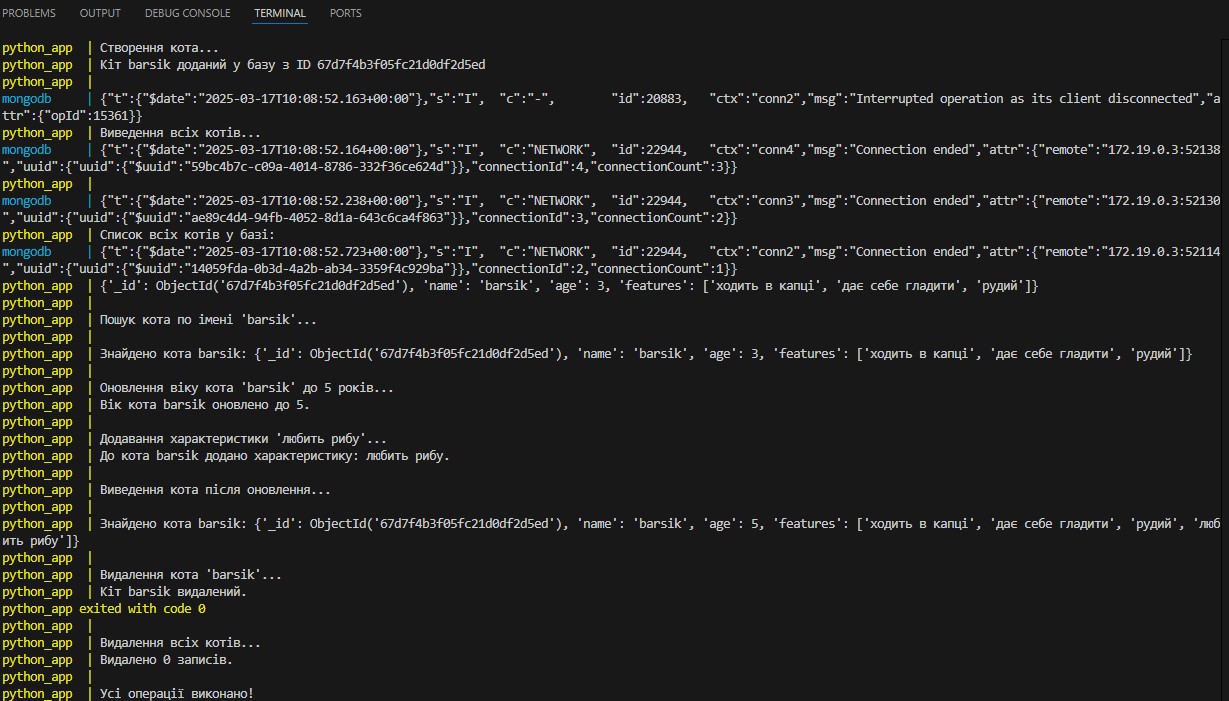 PROBLEMS OUTPUT DEBUG CONSOLE TERMINAL PORTS
python_app | Створення кота...
python_app | Кіт barsik доданий у базу з ID 67d7f4b3f05fc21d0df2d5ed
python_app |
mongodb | {"t":{"$date":"2025-03-17T10:08:52.163+00:00"},"s":"I", "c":"-", "id":20883, "ctx":"conn2","msg":"Interrupted operation as its client disconnected","a
ttr":{"opId":15361}}
python_app | Виведення всіх котів...
mongodb | {"t":{"$date":"2025-03-17T10:08:52.164+00:00"},"s":"I", "c":"NETWORK", "id":22944, "ctx":"conn4","msg":"Connection ended","attr":{"remote":"172.19.0.3:52138
","uuid":{"uuid":{"$uuid":"59bc4b7c-c09a-4014-8786-332f36ce624d"}},"connectionId":4,"connectionCount":3}}
python_app |
mongodb | {"t":{"$date":"2025-03-17T10:08:52.238+00:00"},"s":"I", "c":"NETWORK", "id":22944, "ctx":"conn3","msg":"Connection ended","attr":{"remote":"172.19.0.3:52130
","uuid":{"uuid":{"$uuid":"ae89c4d4-94fb-4052-8d1a-643c6ca4f863"}},"connectionId":3,"connectionCount":2}}
python_app | Список всіх котів у базі:
mongodb | {"t":{"$date":"2025-03-17T10:08:52.723+00:00"},"s":"I", "c":"NETWORK", "id":22944, "ctx":"conn2","msg":"Connection ended","attr":{"remote":"172.19.0.3:52114
","uuid":{"uuid":{"$uuid":"14059fda-0b3d-4a2b-ab34-3359f4c929ba"}},"connectionId":2,"connectionCount":1}}
python_app | {'_id': ObjectId('67d7f4b3f05fc21d0df2d5ed'), 'name': 'barsik', 'age': 3, 'features': ['ходить в капці', 'дає себе гладити', 'рудий']}
python_app |
python_app | Пошук кота по імені 'barsik'...
python_app |
python_app | Знайдено кота barsik: {'_id': ObjectId('67d7f4b3f05fc21d0df2d5ed'), 'name': 'barsik', 'age': 3, 'features': ['ходить в капці', 'дає себе гладити', 'рудий']}
python_app |
python_app | Оновлення віку кота 'barsik' до 5 років...
python_app | Вік кота barsik оновлено до 5.
python_app |
python_app | Додавання характеристики 'любить рибу'...
python_app | До кота barsik додано характеристику: любить рибу.
python_app |
python_app | Виведення кота після оновлення...
python_app |
python_app | Знайдено кота barsik: {'_id': ObjectId('67d7f4b3f05fc21d0df2d5ed'), 'name': 'barsik', 'age': 5, 'features': ['ходить в капці', 'дає себе гладити', 'рудий', 'люб
ить рибу']}
python_app |
python_app | Видалення кота 'barsik'...
python_app | Кіт barsik видалений.
python_app exited with code 0
python_app |
python_app | Видалення всіх котів...
python_app | Видалено 0 записів.
python_app |
python_app | Усі операції виконано!